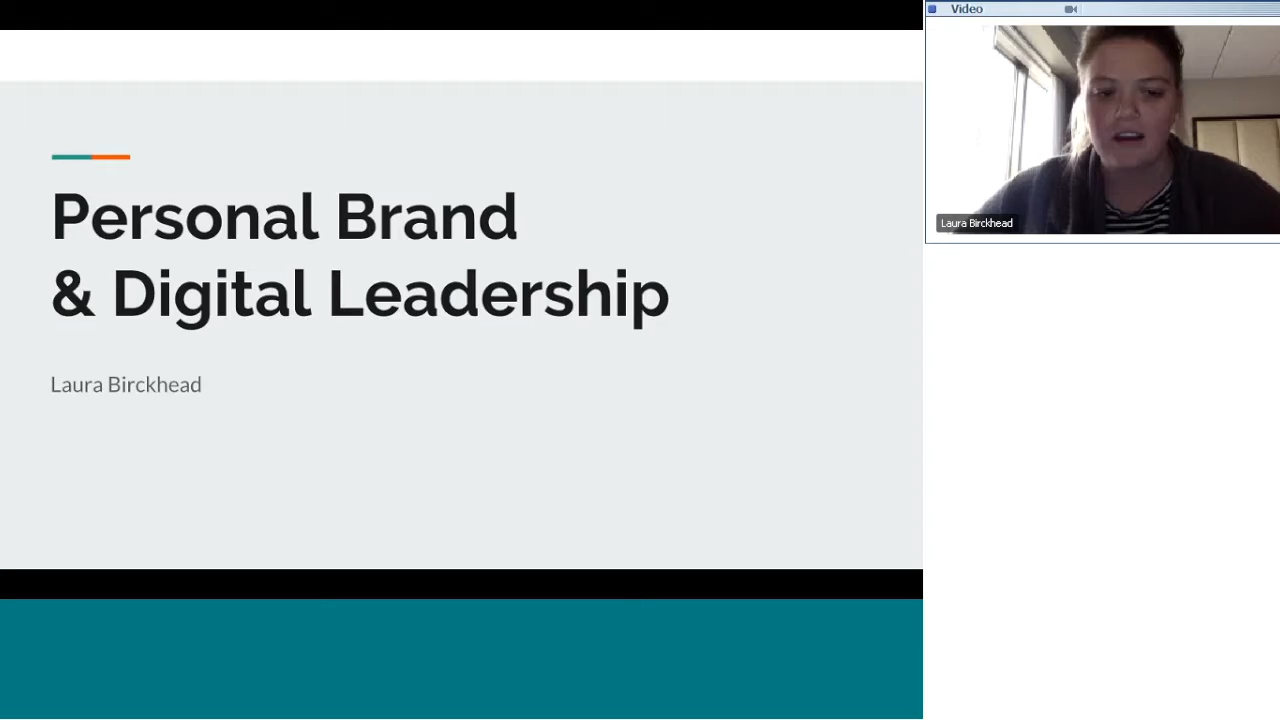 Video
Personal Brand
& Digital Leadership
Laura Birckhead
Laura Birckhead